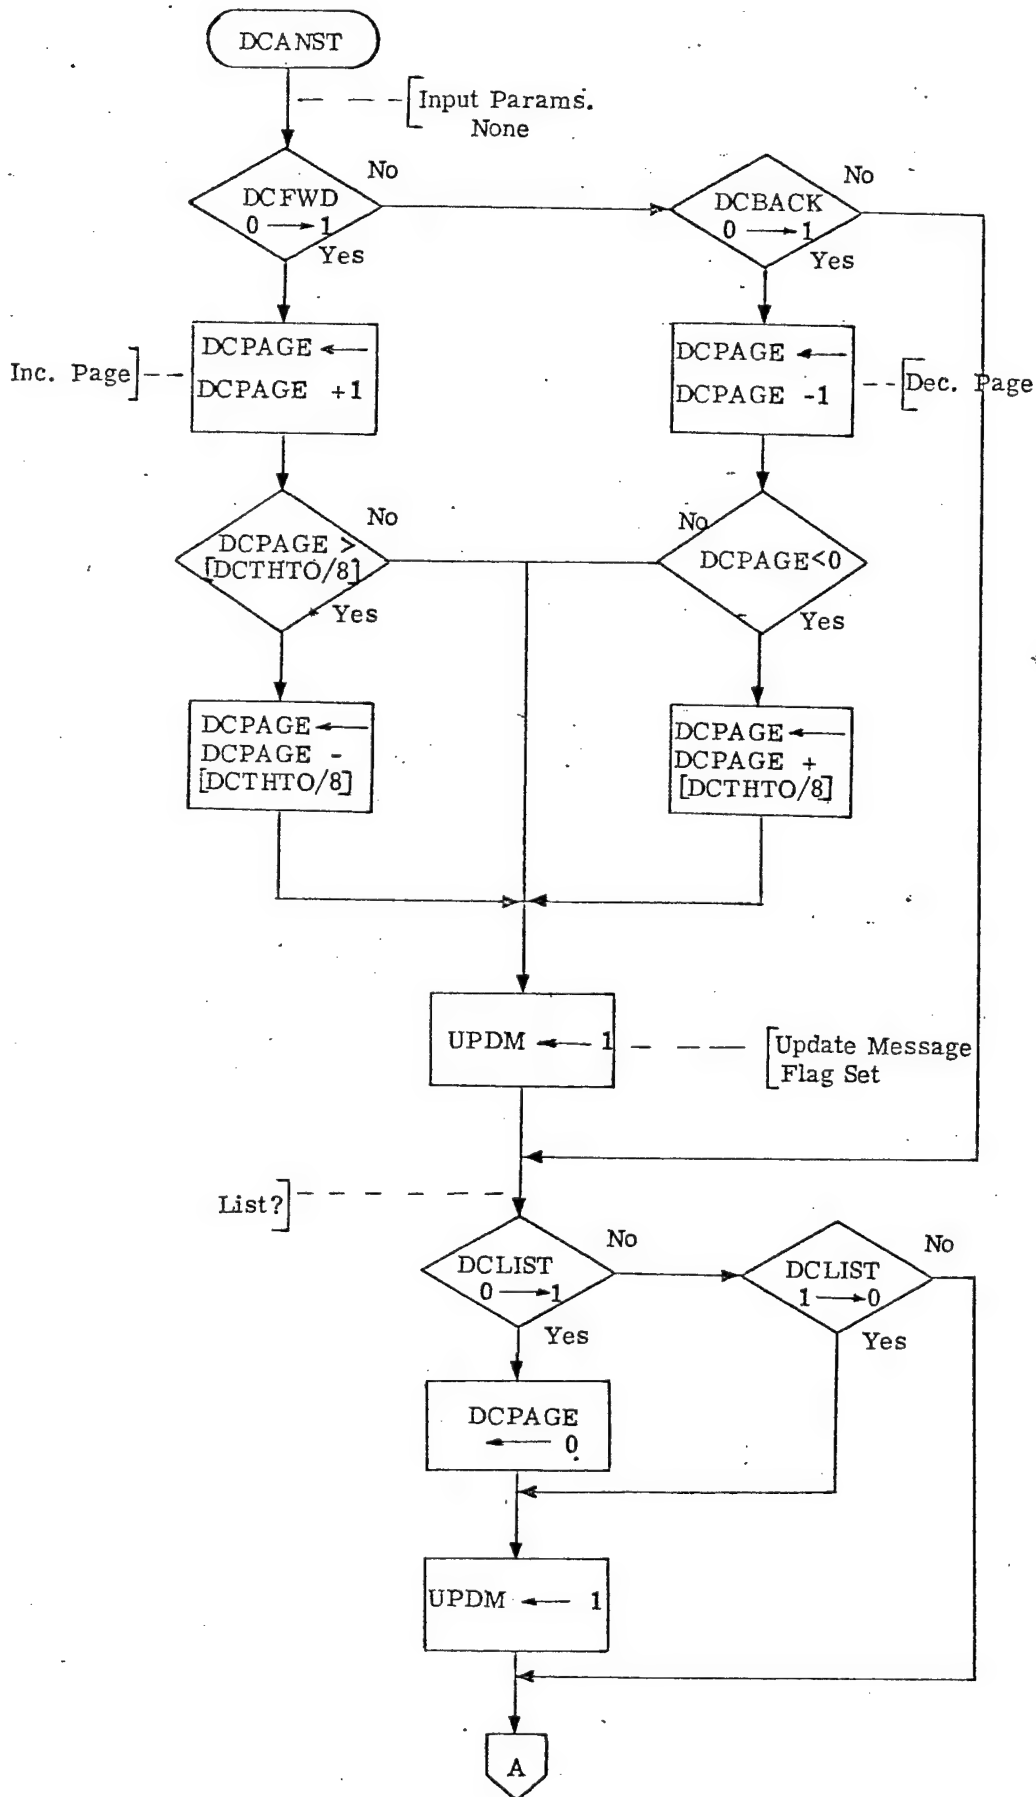 DCANST
[Input Params.
None
DCFWD
0 → 1
No
Yes
DCBACK
0 → 1
No
Yes
Inc. Page]
DCPAGE ←
DCPAGE +1
DCPAGE ←
DCPAGE -1
[Dec. Page
DCPAGE >
[DCTHTO/8]
No
Yes
No
DCPAGE<0
Yes
DCPAGE ←
DCPAGE -
[DCTHTO/8]
DCPAGE ←
DCPAGE +
[DCTHTO/8]
UPDM ← 1
[Update Message
Flag Set
List?]
DCLIST
0 → 1
No
Yes
DCLIST
1 → 0
No
Yes
DCPAGE
← 0
UPDM ← 1
A